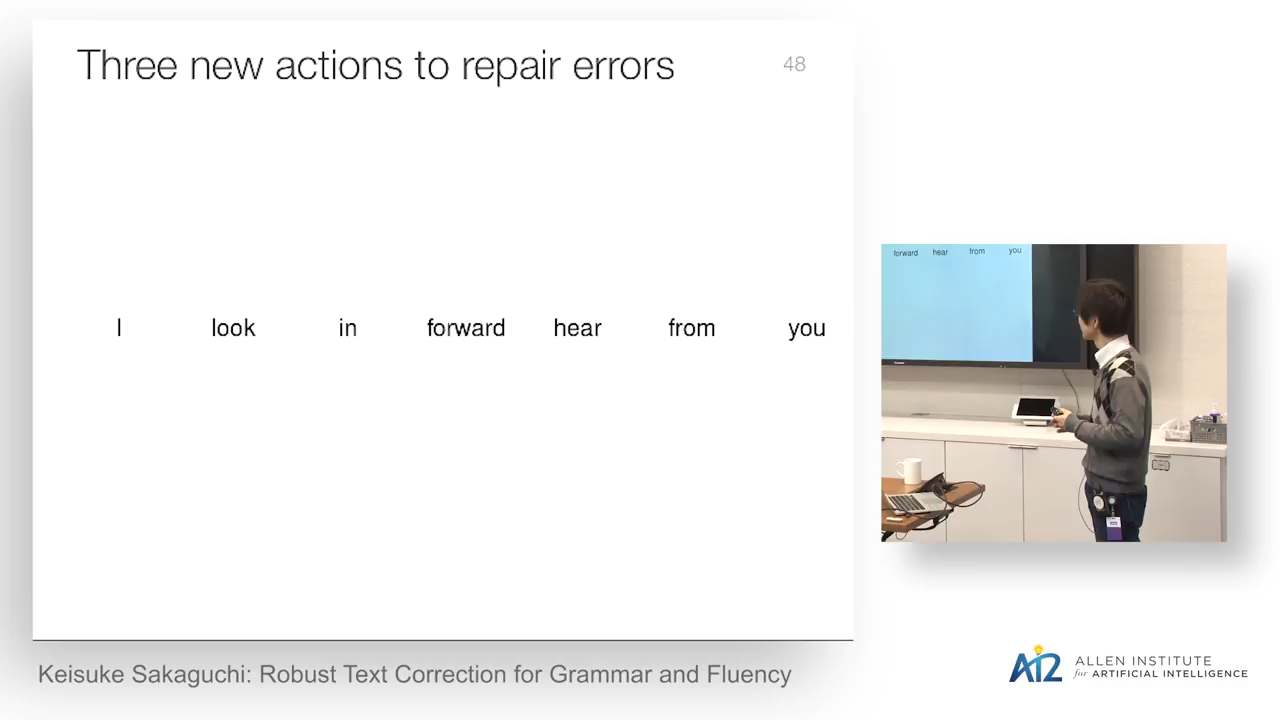 Three new actions to repair errors
48
I look in forward hear from you
forward hear from you
Keisuke Sakaguchi: Robust Text Correction for Grammar and Fluency
AI2 ALLEN INSTITUTE
for ARTIFICIAL INTELLIGENCE